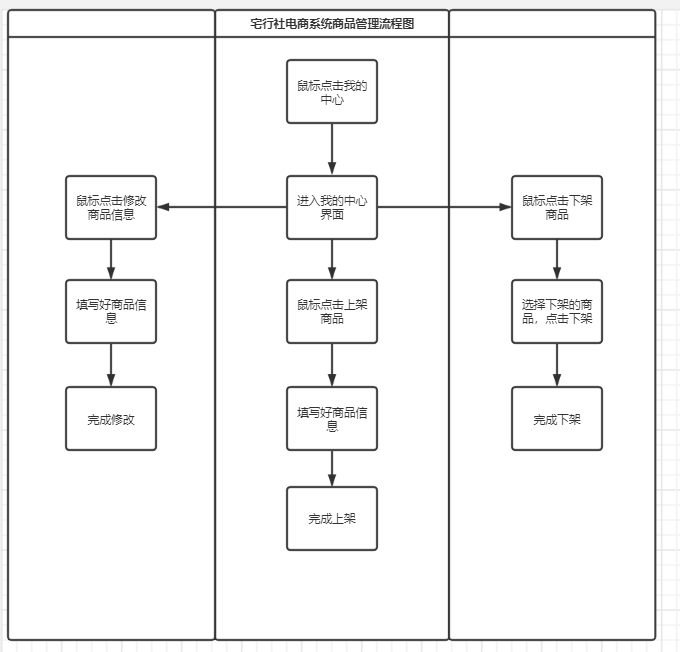 宅行社电商系统商品管理流程图
鼠标点击我的
中心
鼠标点击修改
商品信息
进入我的中心
界面
鼠标点击下架
商品
填写好商品信
息
鼠标点击上架
商品
选择下架的商
品，点击下架
完成修改
填写好商品信
息
完成下架
完成上架